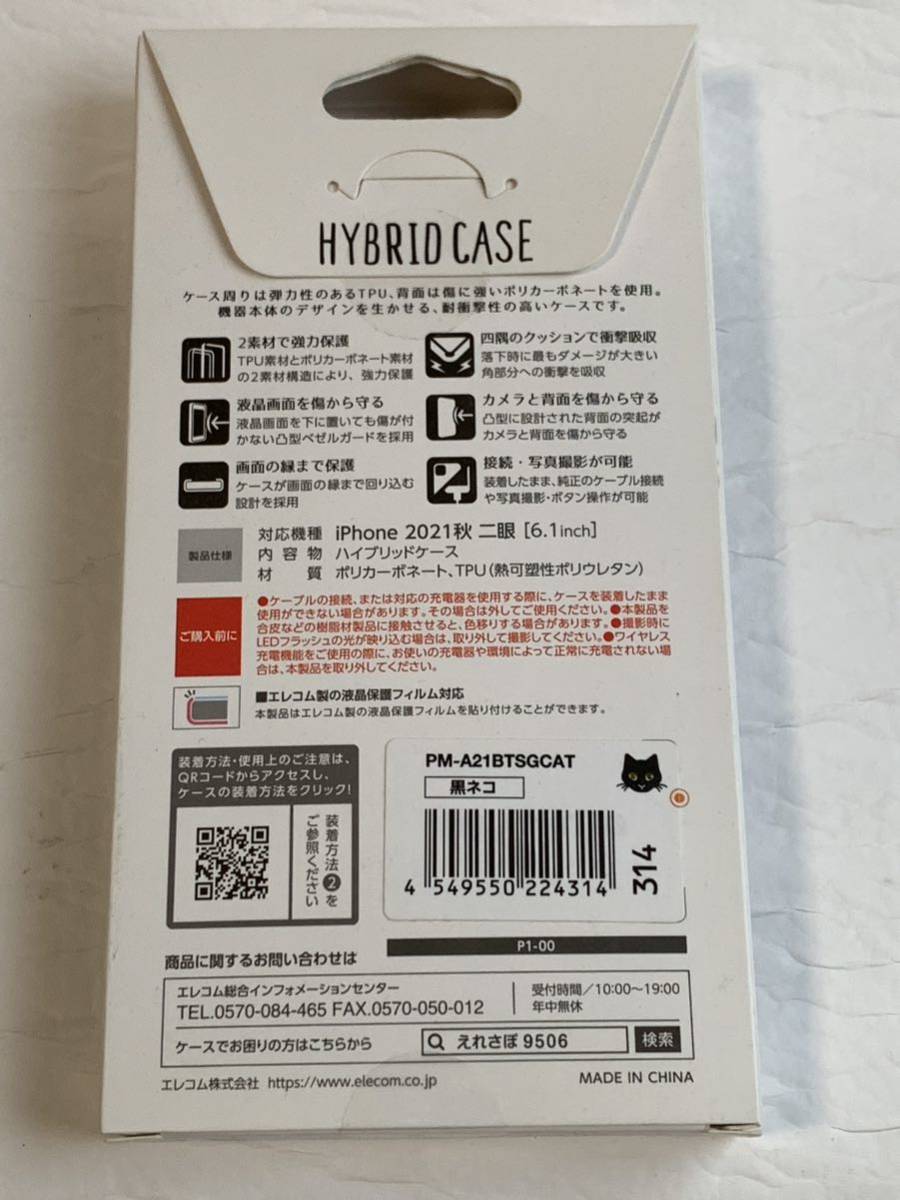 HYBRID CASE
ケース周りは弾力性のあるTPU、背面は傷に強いポリカーボネートを使用。
機器本体のデザインを生かせる、耐衝撃性の高いケースです。
2素材で強力保護
TPU素材とポリカーボネート素材
の2素材構造により、強力保護
四隅のクッションで衝撃吸収
落下時に最もダメージが大きい
角部分への衝撃を吸収
液晶画面を傷から守る
液晶画面を下に置いても傷が付
かない凸型ベゼルガードを採用
カメラと背面を傷から守る
凸型に設計された背面の突起が
カメラと背面を傷から守る
画面の縁まで保護
ケースが画面の縁まで回り込む
設計を採用
接続・写真撮影が可能
装着したまま、純正のケーブル接続
や写真撮影・ボタン操作が可能
製品仕様
対応機種 iPhone 2021秋 二眼 [6.1inch]
内容物 ハイブリッドケース
材質 ポリカーボネート、TPU(熱可塑性ポリウレタン)
ご購入前に
●ケーブルの接続、または対応の充電器を使用する際に、ケースを装着したまま
使用ができない場合があります。その場合は外してご使用ください。●本製品を
合皮などの樹脂材製品に接触させると、色移りする場合があります。●撮影時に
LEDフラッシュの光が映り込む場合は、取り外して撮影してください。●ワイヤレス
充電機能をご使用の際に、お使いの充電器や環境によって正常に充電されない場
合は、本製品を取り外してください。
■エレコム製の液晶保護フィルム対応
本製品はエレコム製の液晶保護フィルムを貼り付けることができます。
装着方法・使用上のご注意は、
QRコードからアクセスし、
ケースの装着方法をクリック!
装着方法❷を
ご参照ください
PM-A21BTSGCAT
黒ネコ
4 549550 224314
314
P1-00
商品に関するお問い合わせは
エレコム総合インフォメーションセンター
TEL.0570-084-465 FAX.0570-050-012
受付時間/10:00〜19:00
年中無休
ケースでお困りの方はこちらから
えれさぽ 9506
検索
エレコム株式会社 https://www.elecom.co.jp
MADE IN CHINA